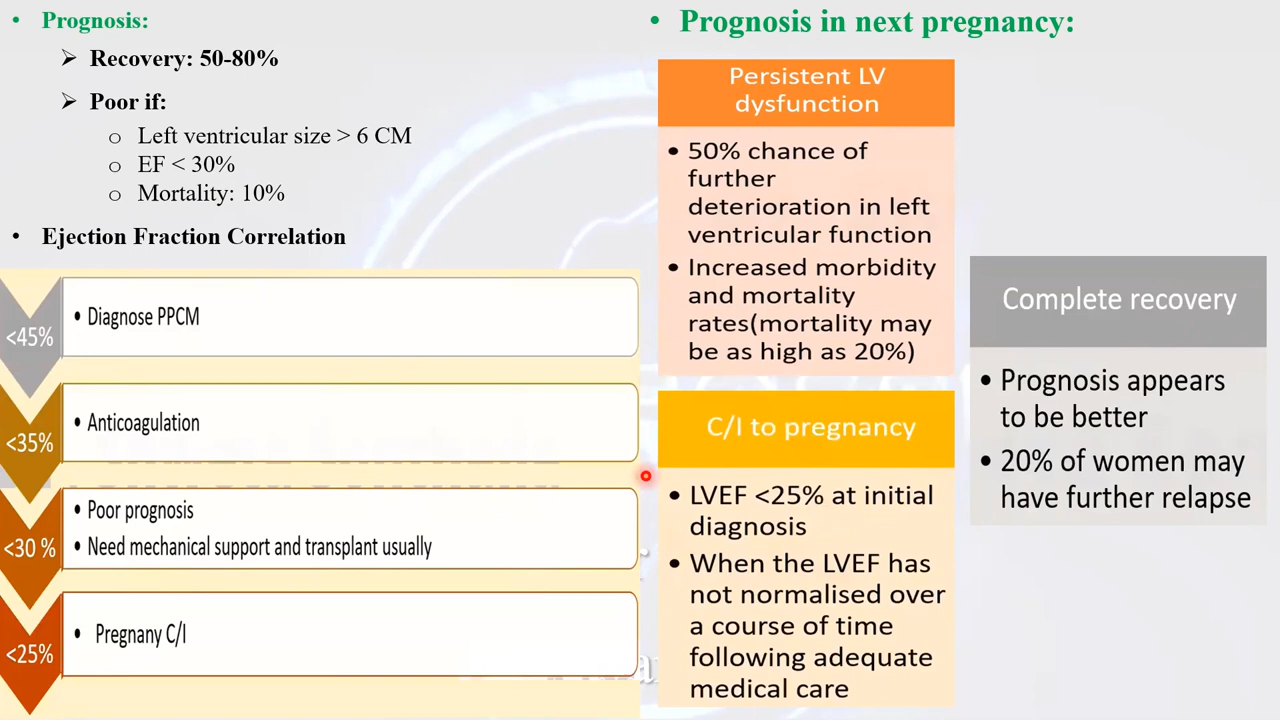 • Prognosis:
➢ Recovery: 50-80%
➢ Poor if:
o Left ventricular size > 6 CM
o EF < 30%
o Mortality: 10%
• Ejection Fraction Correlation
<45%
• Diagnose PPCM
<35%
• Anticoagulation
<30 %
• Poor prognosis
• Need mechanical support and transplant usually
<25%
• Pregnany C/I
• Prognosis in next pregnancy:
Persistent LV
dysfunction
• 50% chance of
further
deterioration in left
ventricular function
• Increased morbidity
and mortality
rates(mortality may
be as high as 20%)
C/I to pregnancy
• LVEF <25% at initial
diagnosis
• When the LVEF has
not normalised over
a course of time
following adequate
medical care
Complete recovery
• Prognosis appears
to be better
• 20% of women may
have further relapse